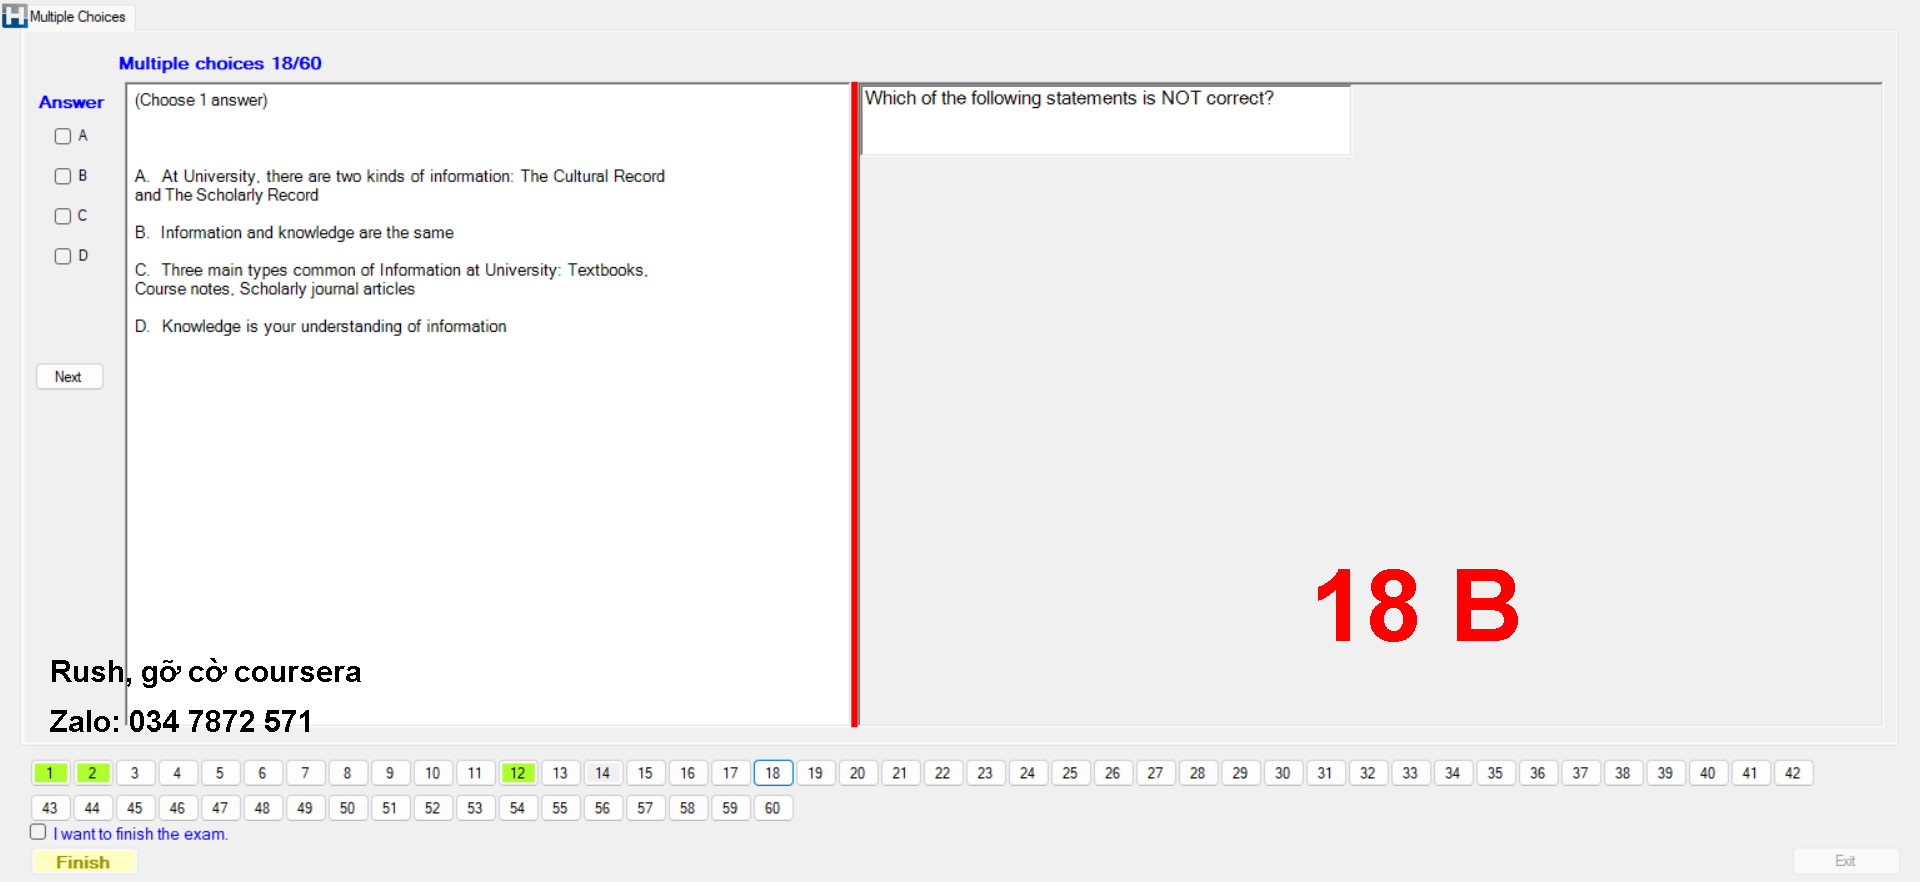 Multiple Choices
Multiple choices 18/60
Answer
A
B
C
D
Next
(Choose 1 answer)
A. At University, there are two kinds of information: The Cultural Record
and The Scholarly Record
B. Information and knowledge are the same
C. Three main types common of Information at University: Textbooks,
Course notes, Scholarly journal articles
D. Knowledge is your understanding of information
Which of the following statements is NOT correct?
18 B
Rush, gỡ cờ coursera
Zalo: 034 7872 571
1 2 3 4 5 6 7 8 9 10 11 12 13 14 15 16 17 18 19 20 21 22 23 24 25 26 27 28 29 30 31 32 33 34 35 36 37 38 39 40 41 42
43 44 45 46 47 48 49 50 51 52 53 54 55 56 57 58 59 60
I want to finish the exam.
Finish
Exit